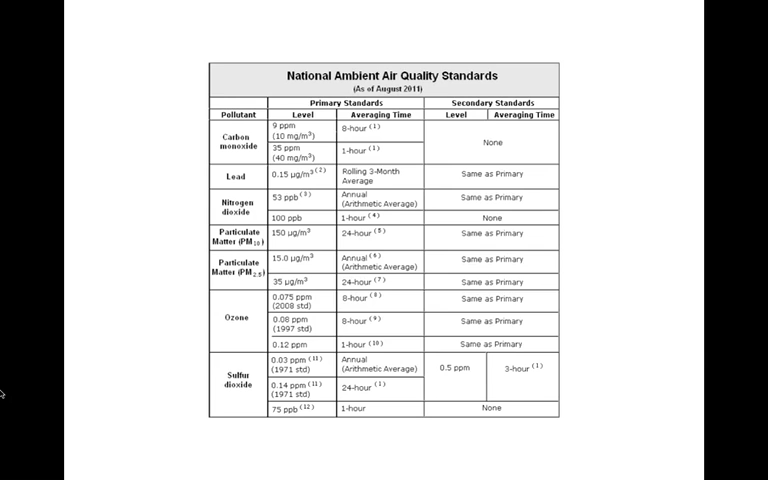 National Ambient Air Quality Standards
(As of August 2011)
Primary Standards Secondary Standards
Pollutant Level Averaging Time Level Averaging Time
Carbon monoxide 9 ppm (10 mg/m³) 8-hour (1) None
35 ppm (40 mg/m³) 1-hour (1)
Lead 0.15 µg/m³ (2) Rolling 3-Month Average Same as Primary
Nitrogen dioxide 53 ppb (3) Annual (Arithmetic Average) Same as Primary
100 ppb 1-hour (4) None
Particulate Matter (PM10) 150 µg/m³ 24-hour (5) Same as Primary
Particulate Matter (PM2.5) 15.0 µg/m³ Annual (6) (Arithmetic Average) Same as Primary
35 µg/m³ 24-hour (7) Same as Primary
Ozone 0.075 ppm (2008 std) 8-hour (8) Same as Primary
0.08 ppm (1997 std) 8-hour (9) Same as Primary
0.12 ppm 1-hour (10) Same as Primary
Sulfur dioxide 0.03 ppm (11) (1971 std) Annual (Arithmetic Average) 0.5 ppm 3-hour (1)
0.14 ppm (11) (1971 std) 24-hour (1)
75 ppb (12) 1-hour None